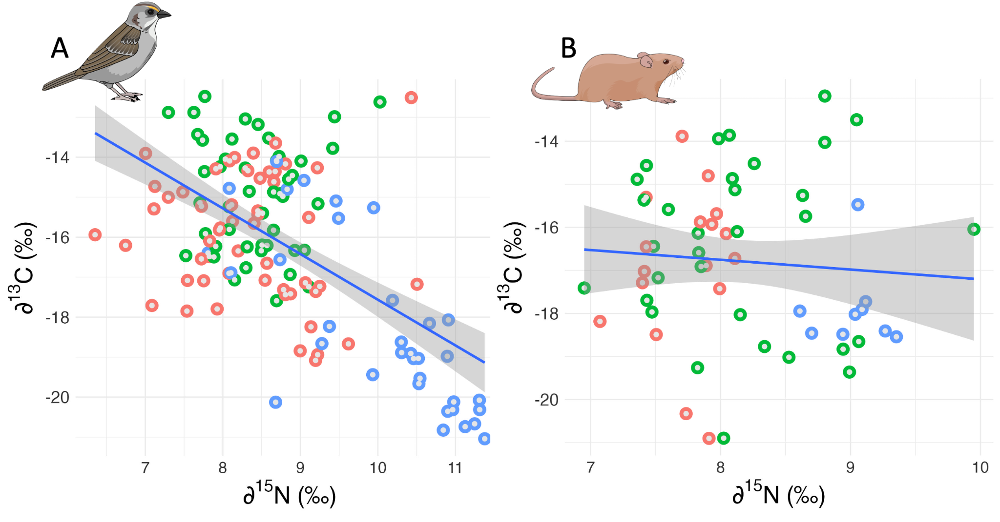 A
B
-14
-16
-18
-20
7 8 9 10 11
∂15N (‰)
∂13C (‰)
-14
-16
-18
-20
7 8 9 10
∂15N (‰)
∂13C (‰)